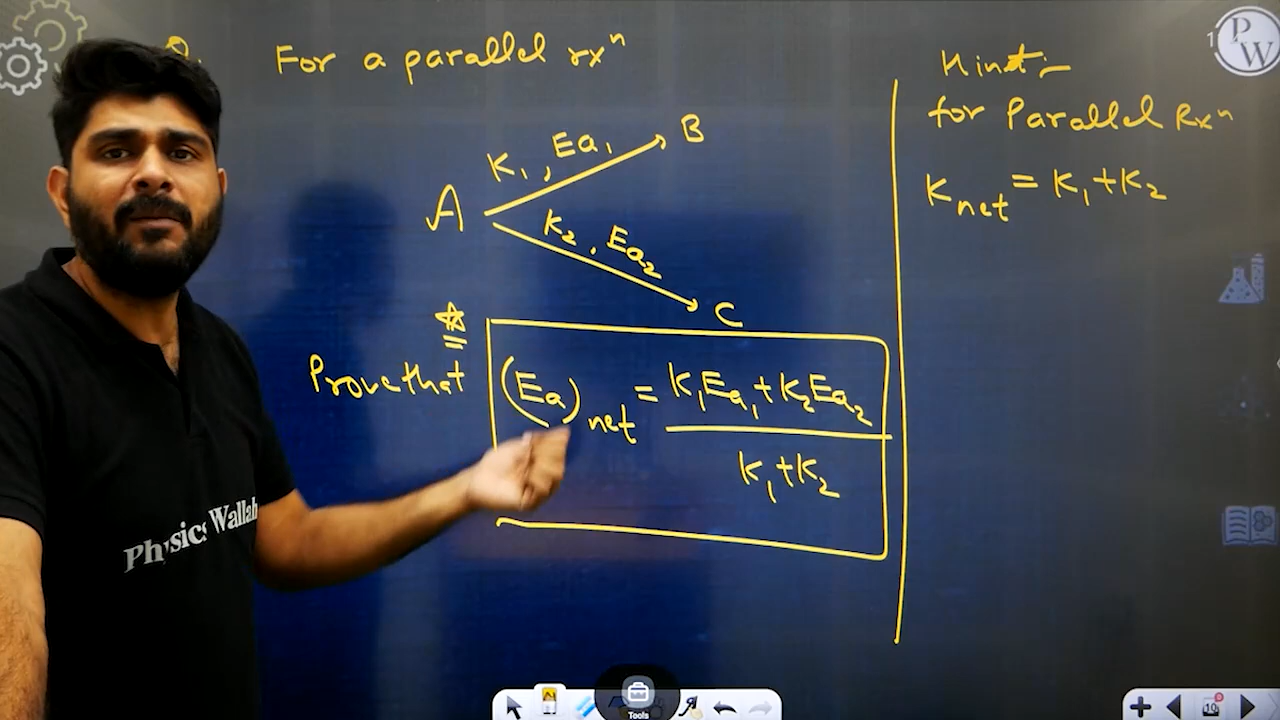 Q. For a parallel rxⁿ
K₁, Ea₁ B
A
K₂, Ea₂
C
Prove that (Ea)net = K₁Ea₁+K₂Ea₂
K₁+K₂
Hint:-
for Parallel Rxⁿ
Knet = K₁+K₂
PW
Physics Wallah
Tools
19